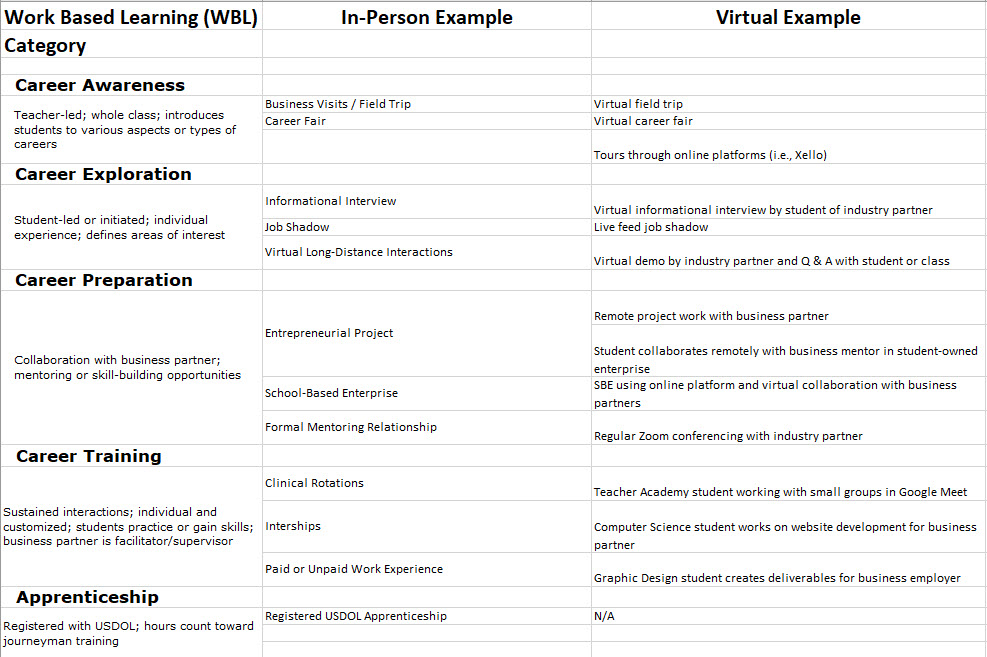 Work Based Learning (WBL) In-Person Example Virtual Example
Category
Career Awareness
Teacher-led; whole class; introduces
students to various aspects or types of
careers
Business Visits / Field Trip Virtual field trip
Career Fair Virtual career fair
Tours through online platforms (i.e., Xello)
Career Exploration
Student-led or initiated; individual
experience; defines areas of interest
Informational Interview
Virtual informational interview by student of industry partner
Job Shadow Live feed job shadow
Virtual Long-Distance Interactions
Virtual demo by industry partner and Q & A with student or class
Career Preparation
Collaboration with business partner;
mentoring or skill-building opportunities
Entrepreneurial Project
Remote project work with business partner
Student collaborates remotely with business mentor in student-owned
enterprise
School-Based Enterprise
SBE using online platform and virtual collaboration with business
partners
Formal Mentoring Relationship
Regular Zoom conferencing with industry partner
Career Training
Sustained interactions; individual and
customized; students practice or gain skills;
business partner is facilitator/supervisor
Clinical Rotations
Teacher Academy student working with small groups in Google Meet
Interships
Computer Science student works on website development for business
partner
Paid or Unpaid Work Experience
Graphic Design student creates deliverables for business employer
Apprenticeship
Registered with USDOL; hours count toward
journeyman training
Registered USDOL Apprenticeship N/A